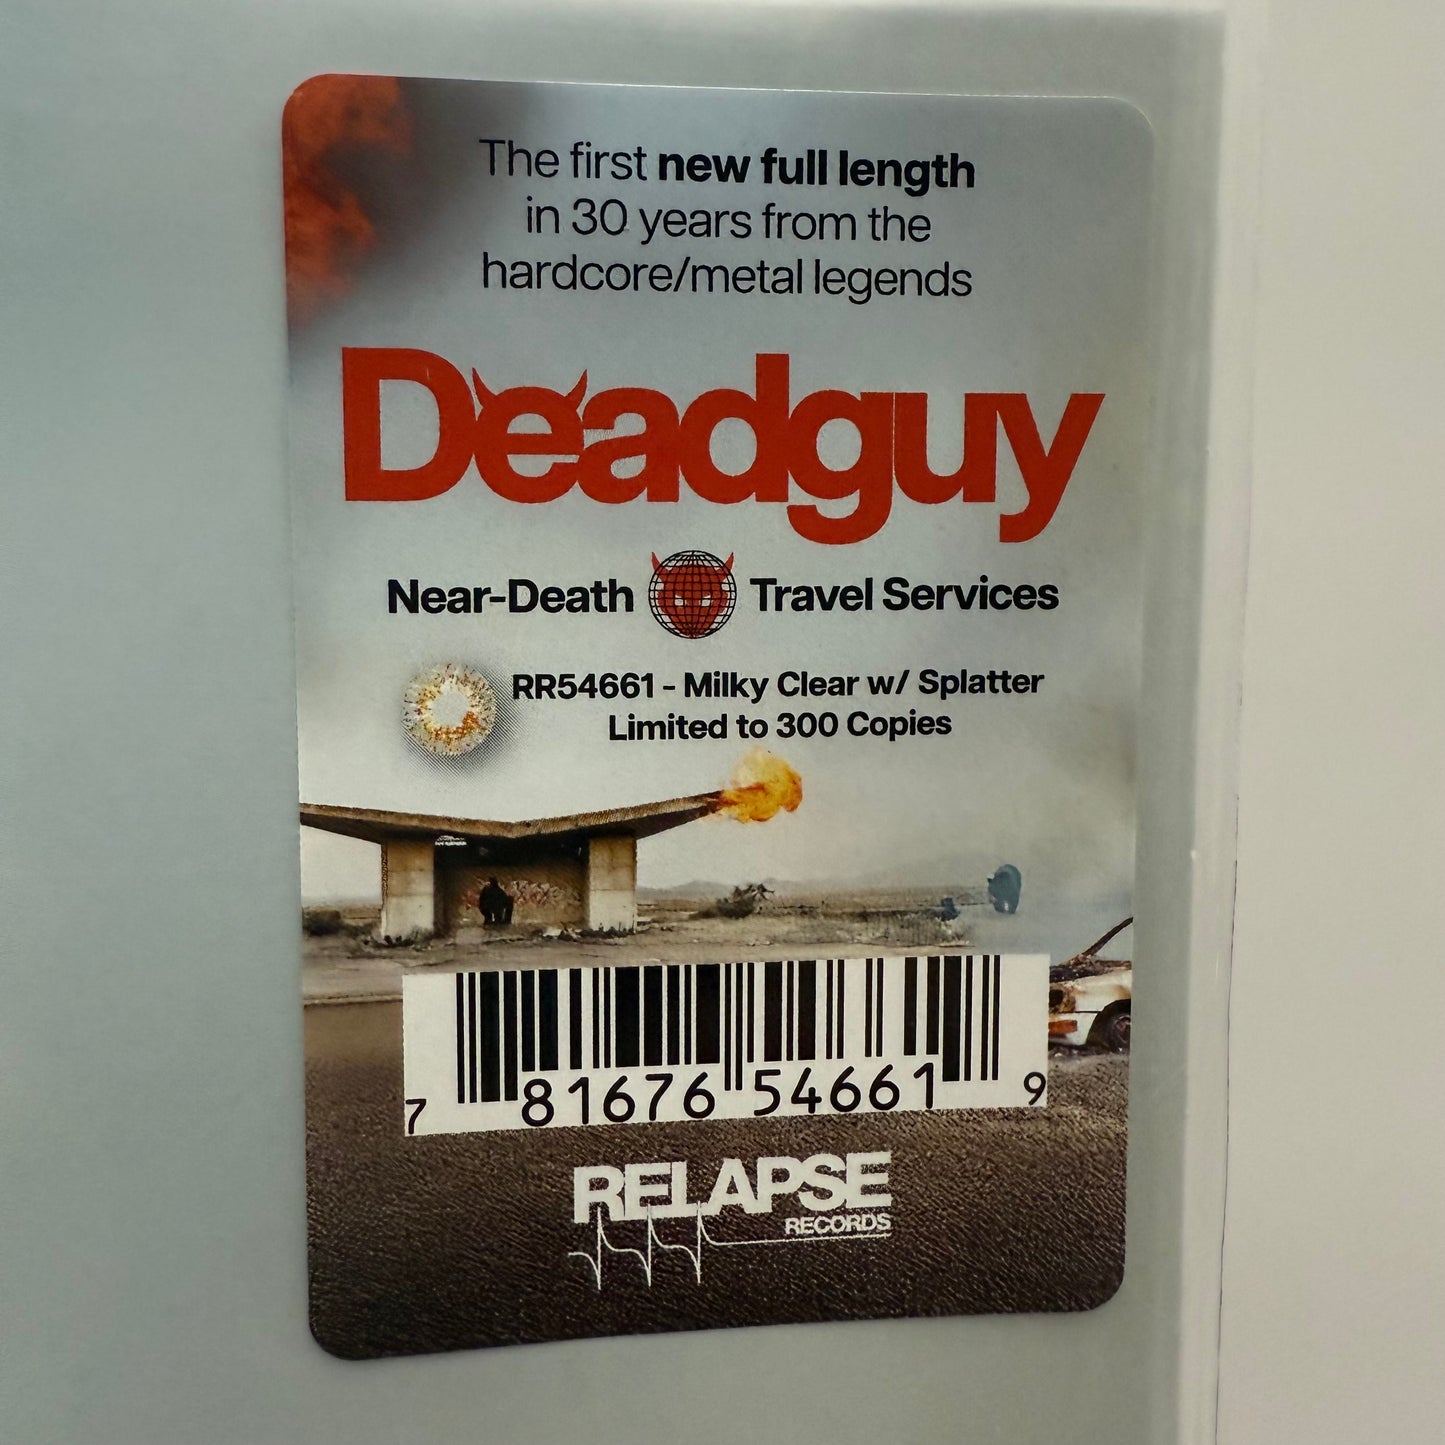 The first new full length
in 30 years from the
hardcore/metal legends
Deadguy
Near-Death Travel Services
RR54661 - Milky Clear w/ Splatter
Limited to 300 Copies
7 81676 54661 9
RELAPSE
RECORDS